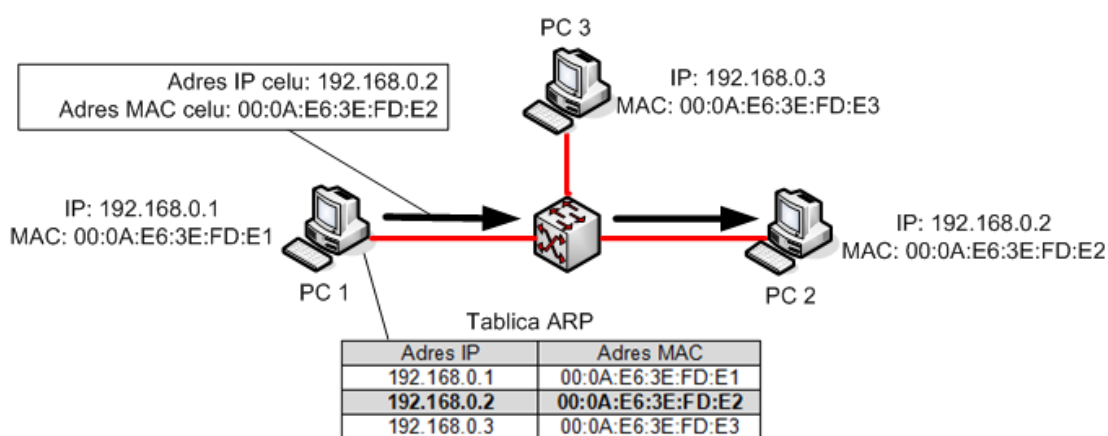 PC 3
Adres IP celu: 192.168.0.2
Adres MAC celu: 00:0A:E6:3E:FD:E2
IP: 192.168.0.3
MAC: 00:0A:E6:3E:FD:E3
IP: 192.168.0.1
MAC: 00:0A:E6:3E:FD:E1
PC 1
IP: 192.168.0.2
MAC: 00:0A:E6:3E:FD:E2
PC 2
Tablica ARP
Adres IP Adres MAC
192.168.0.1 00:0A:E6:3E:FD:E1
192.168.0.2 00:0A:E6:3E:FD:E2
192.168.0.3 00:0A:E6:3E:FD:E3